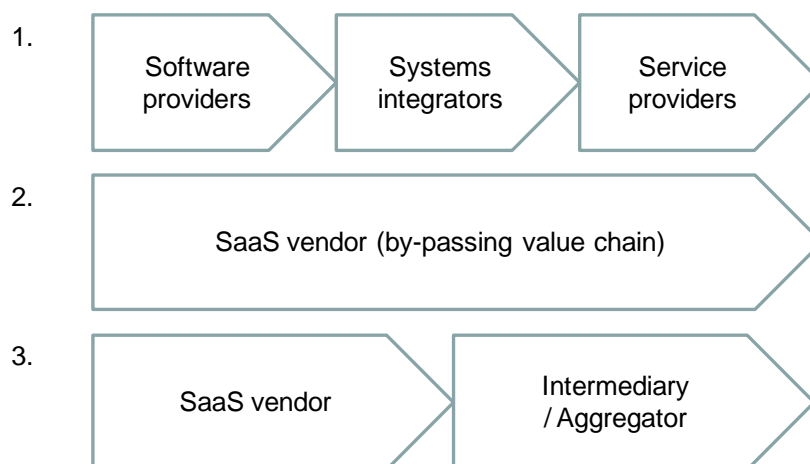 1.
Software
providers
Systems
integrators
Service
providers
2.
SaaS vendor (by-passing value chain)
3.
SaaS vendor
Intermediary
/ Aggregator